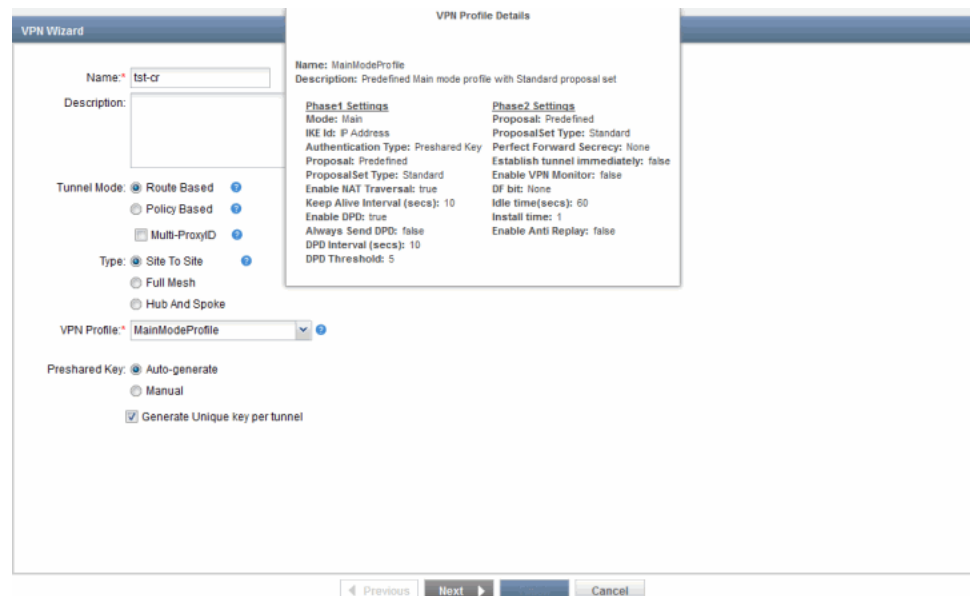 VPN Wizard
Name:* tst-cr
Description:
Tunnel Mode: Route Based
Policy Based
Multi-ProxyID
Type: Site To Site
Full Mesh
Hub And Spoke
VPN Profile:* MainModeProfile
Preshared Key: Auto-generate
Manual
Generate Unique key per tunnel
VPN Profile Details
Name: MainModeProfile
Description: Predefined Main mode profile with Standard proposal set
Phase1 Settings
Mode: Main
IKE Id: IP Address
Authentication Type: Preshared Key
Proposal: Predefined
ProposalSet Type: Standard
Enable NAT Traversal: true
Keep Alive Interval (secs): 10
Enable DPD: true
Always Send DPD: false
DPD Interval (secs): 10
DPD Threshold: 5
Phase2 Settings
Proposal: Predefined
ProposalSet Type: Standard
Perfect Forward Secrecy: None
Establish tunnel immediately: false
Enable VPN Monitor: false
DF bit: None
Idle time(secs): 60
Install time: 1
Enable Anti Replay: false
Previous
Next
Cancel